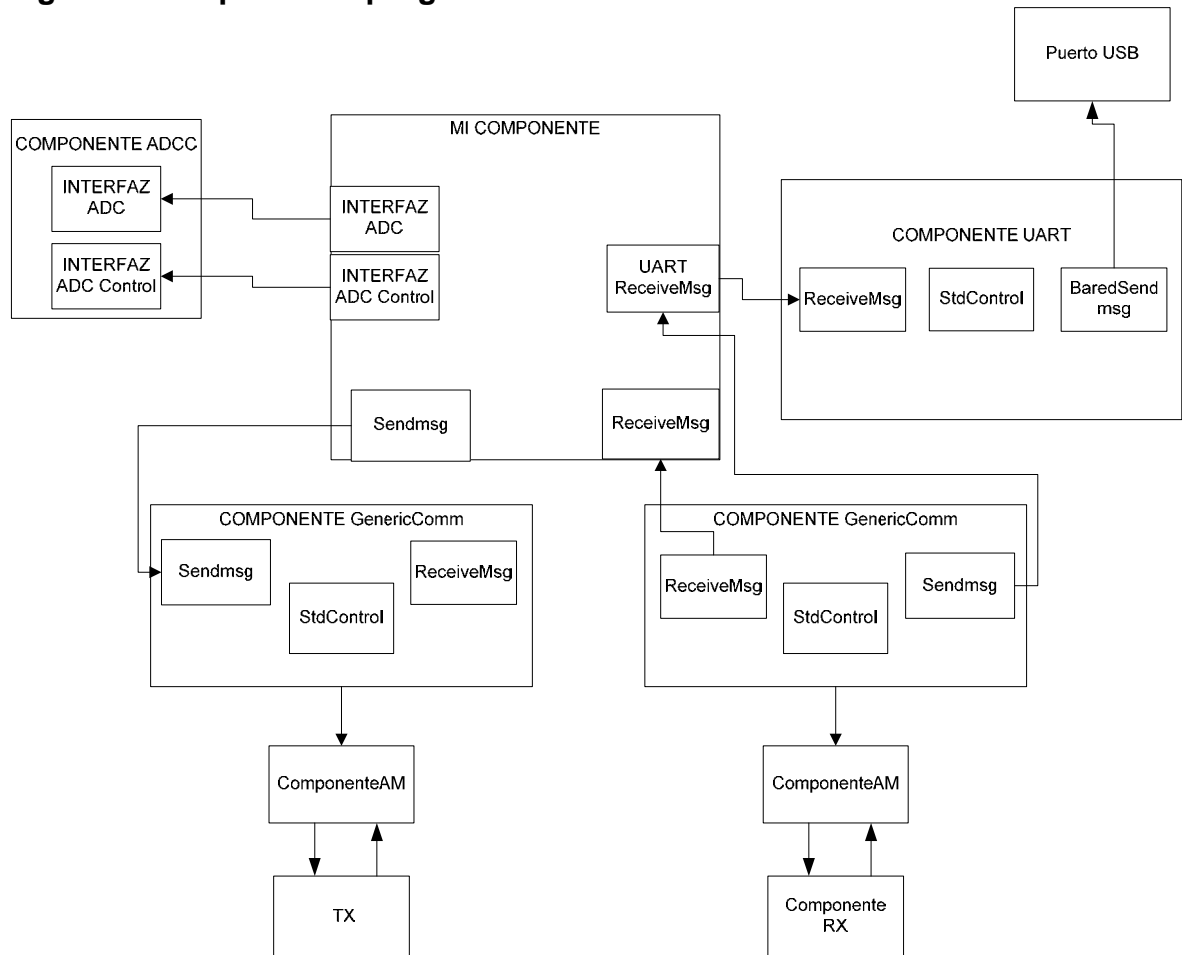 Puerto USB
MI COMPONENTE
COMPONENTE ADCC
INTERFAZ
ADC
INTERFAZ
ADC Control
INTERFAZ
ADC
INTERFAZ
ADC Control
UART
ReceiveMsg
Sendmsg
ReceiveMsg
COMPONENTE UART
ReceiveMsg
StdControl
BaredSend
msg
COMPONENTE GenericComm
Sendmsg
StdControl
ReceiveMsg
COMPONENTE GenericComm
ReceiveMsg
StdControl
Sendmsg
ComponenteAM
ComponenteAM
TX
Componente
RX